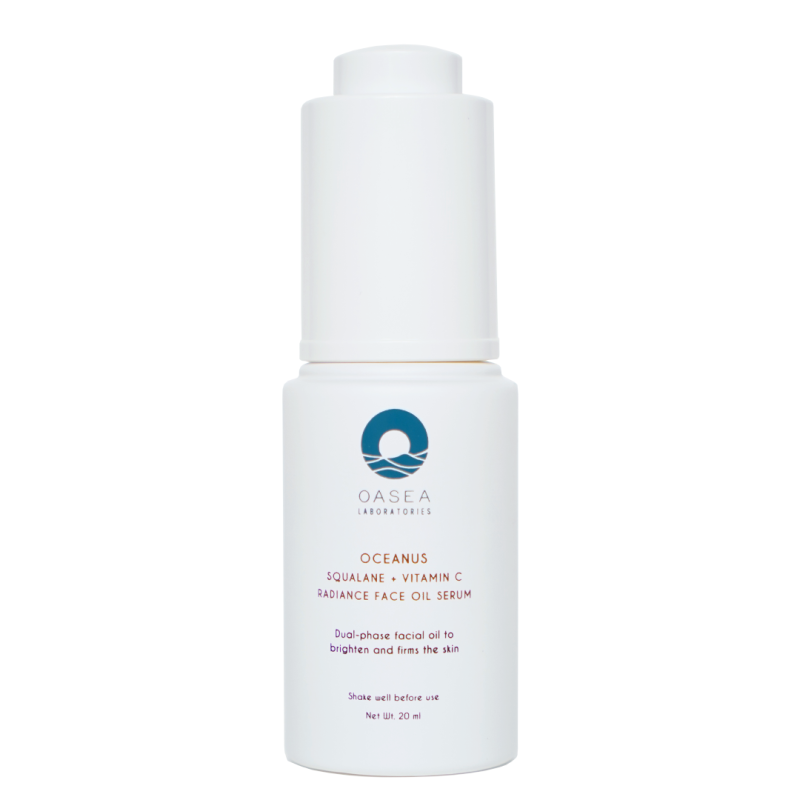 OASEA
LABORATORIES
OCEANUS
SQUALANE + VITAMIN C
RADIANCE FACE OIL SERUM
Dual-phase facial oil to
brighten and firms the skin
Shake well before use
Net Wt. 20 ml